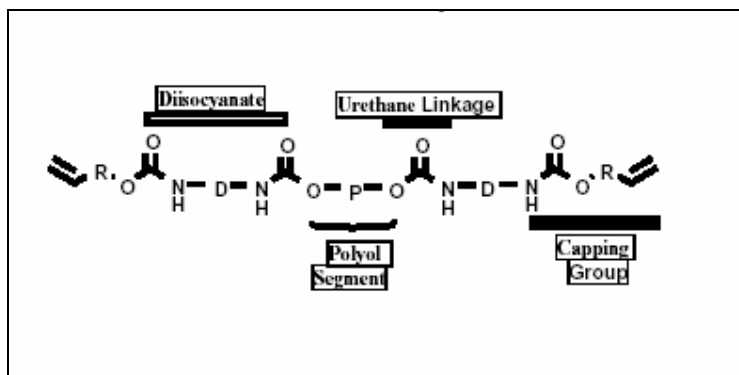 Diisocyanate
Urethane Linkage
O O O O
R O N H D N H O P O N H D N H O R
Polyol Segment
Capping Group